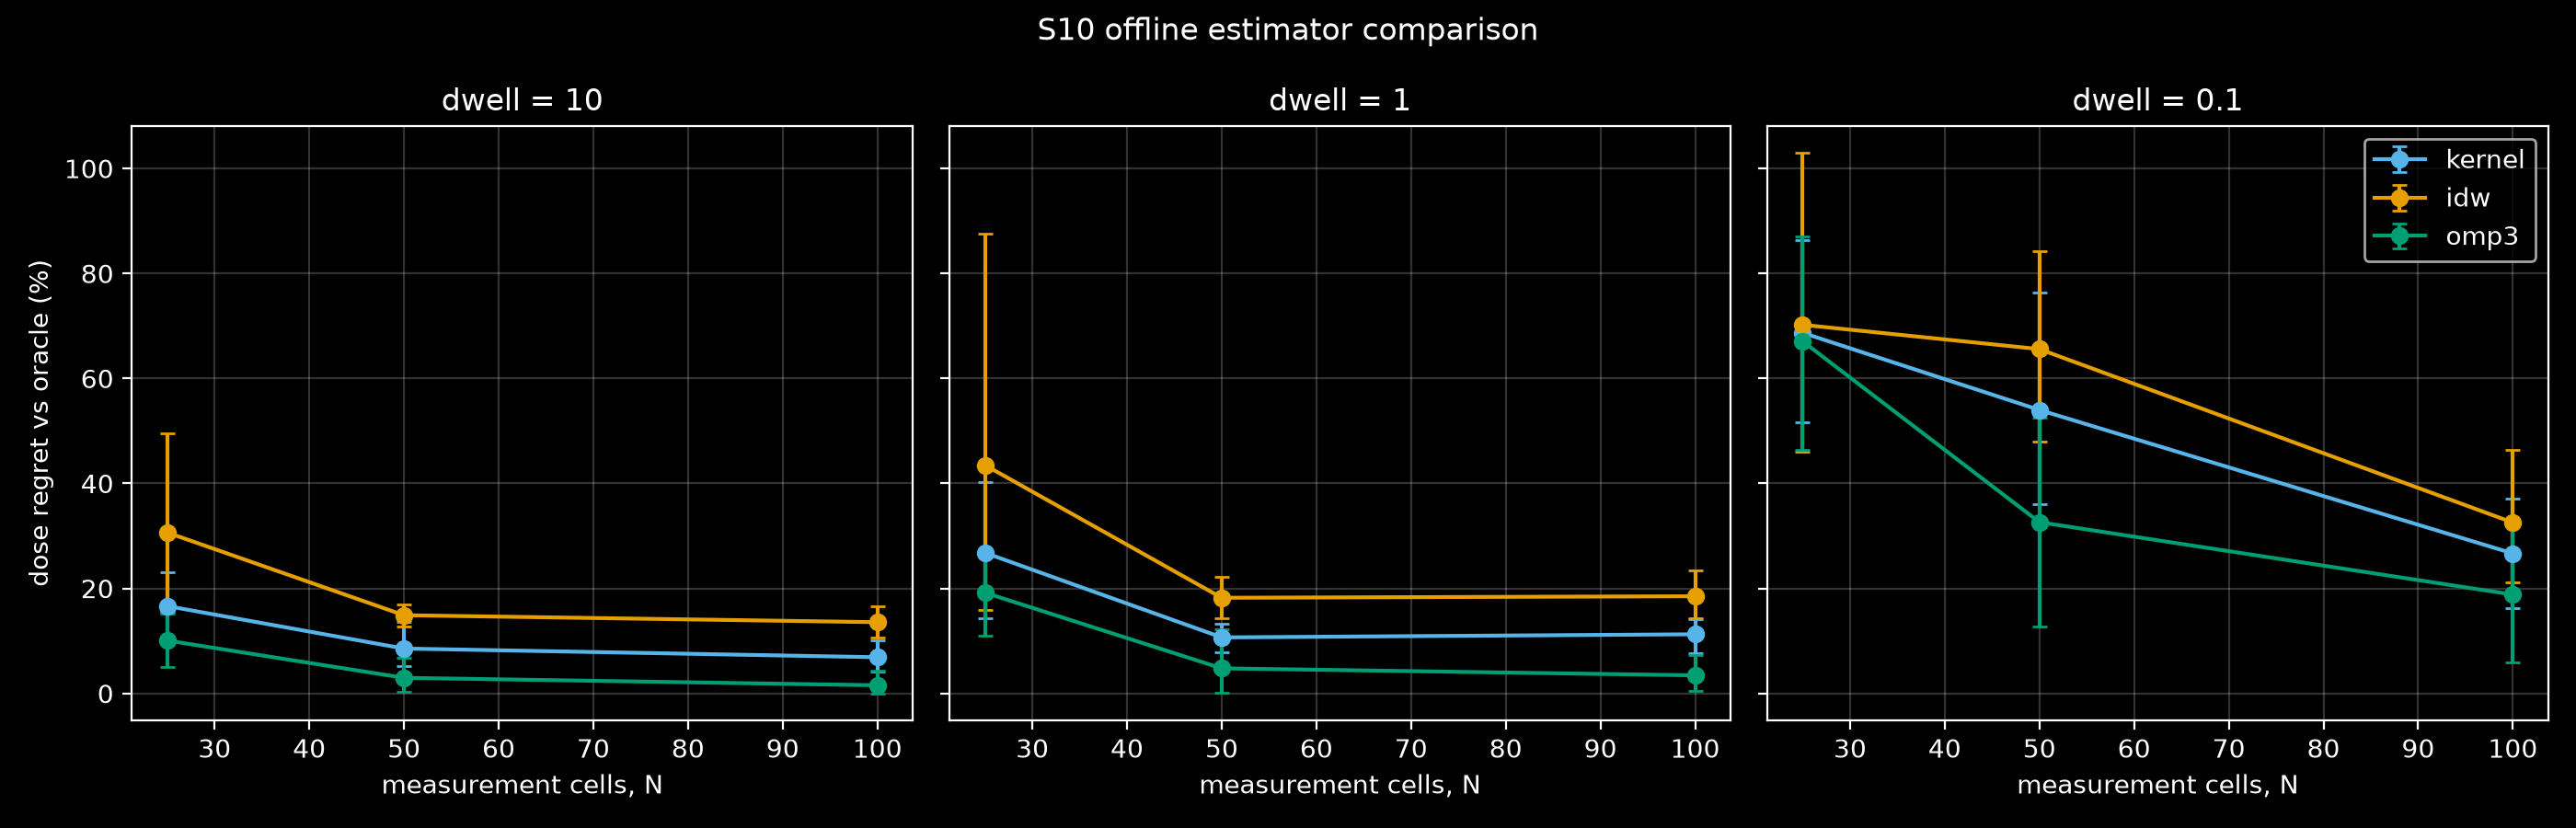 S10 offline estimator comparison
dwell = 10
dwell = 1
dwell = 0.1
dose regret vs oracle (%)
100
80
60
40
20
0
kernel
idw
omp3
30 40 50 60 70 80 90 100
30 40 50 60 70 80 90 100
30 40 50 60 70 80 90 100
measurement cells, N
measurement cells, N
measurement cells, N